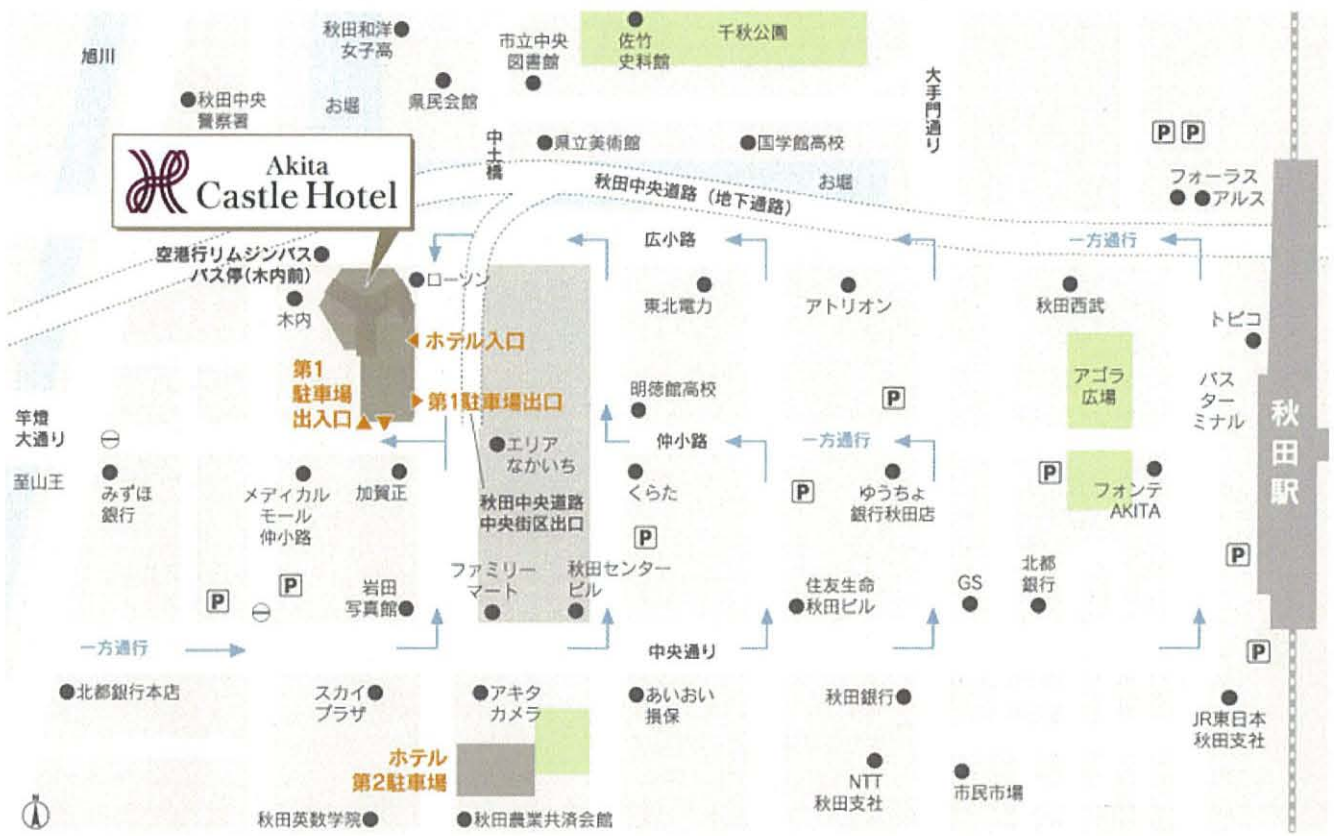 旭川
秋田和洋
女子高
市立中央
図書館
佐竹
史料館
千秋公園
県民会館
秋田中央
警察署
お堀
中土橋
大手門通り
県立美術館
国学館高校
お堀
P P
フォーラス
アルス
Akita
Castle Hotel
秋田中央道路(地下通路)
空港行リムジンバス
バス停(木内前)
広小路
一方通行
ローソン
木内
東北電力
アトリオン
秋田西武
トピコ
ホテル入口
第1
駐車場
出入口
第1駐車場出口
明徳館高校
P
アゴラ
広場
バス
ター
ミナル
秋田駅
竿燈
大通り
至山王
みずほ
銀行
メディカル
モール
仲小路
加賀正
エリア
なかいち
仲小路
一方通行
くらた
P
ゆうちょ
銀行秋田店
P
フォンテ
AKITA
秋田中央道路
中央街区出口
P
P
P
P
岩田
写真館
ファミリー
マート
秋田センター
ビル
住友生命
秋田ビル
GS
北都
銀行
一方通行
中央通り
P
北都銀行本店
スカイ
プラザ
アキタ
カメラ
あいおい
損保
秋田銀行
JR東日本
秋田支社
ホテル
第2駐車場
NTT
秋田支社
市民市場
秋田英数学院
秋田農業共済会館